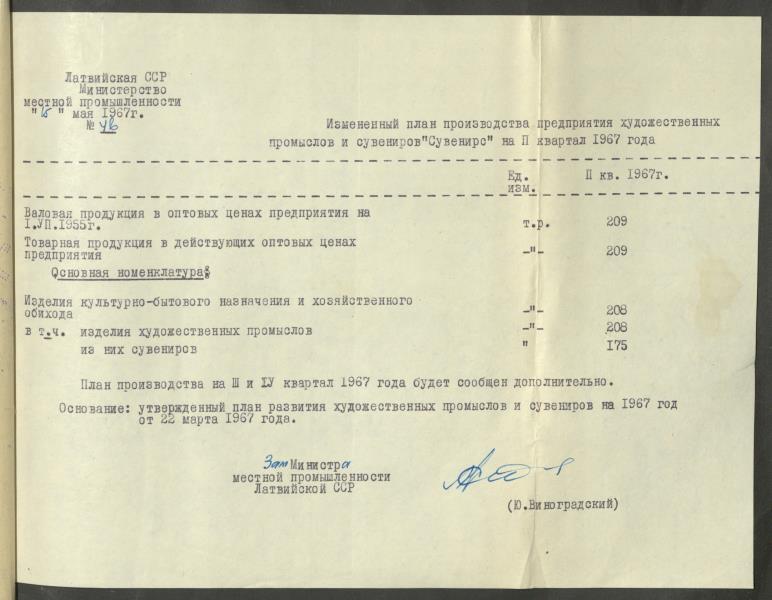 Латвийская ССР
Министерство
местной промышленности
"15" мая 1967г.
№ 46
Измененный план производства предприятия художественных
промыслов и сувениров"Сувенирс" на П квартал 1967 года
Ед. изм.
П кв. 1967г.
Валовая продукция в оптовых ценах предприятия на
I.УП.1955г. т.р. 209
Товарная продукция в действующих оптовых ценах
предприятия -"- 209
Основная номенклатура:
Изделия культурно-бытового назначения и хозяйственного
обихода -"- 208
в т.ч. изделия художественных промыслов -"- 208
из них сувениров " 175
План производства на Ш и IУ квартал 1967 года будет сообщен дополнительно.
Основание: утвержденный план развития художественных промыслов и сувениров на 1967 год
от 22 марта 1967 года.
Зам Министра
местной промышленности
Латвийской ССР
(Ю.Виноградский)